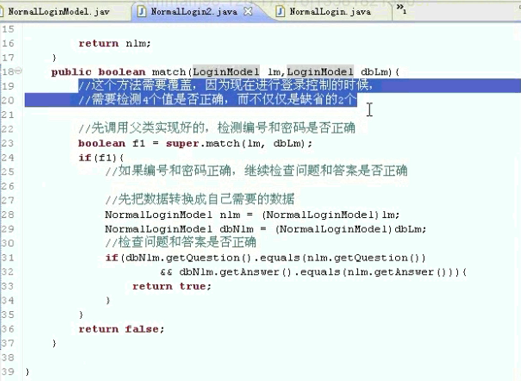 NormalLoginModel.jav
NormalLogin2.java
NormalLogin.java
15
16 return nlm;
17 }
18 public boolean match(LoginModel lm,LoginModel dbLm){
19 //这个方法需要覆盖，因为现在进行登录控制的时候，
20 //需要检测4个值是否正确，而不仅仅是缺省的2个
21
22 //先调用父类实现好的，检测编号和密码是否正确
23 boolean f1 = super.match(lm, dbLm);
24 if(f1){
25 //如果编号和密码正确，继续检查问题和答案是否正确
26
27 //先把数据转换成自己需要的数据
28 NormalLoginModel nlm = (NormalLoginModel)lm;
29 NormalLoginModel dbNlm = (NormalLoginModel)dbLm;
30 //检查问题和答案是否正确
31 if(dbNlm.getQuestion().equals(nlm.getQuestion())
32 && dbNlm.getAnswer().equals(nlm.getAnswer())){
33 return true;
34 }
35 }
36 return false;
37 }
38
39 }